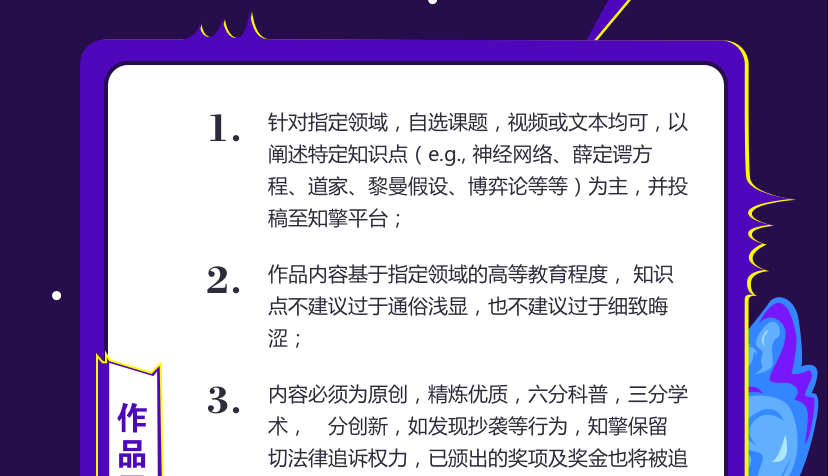 1.
针对指定领域，自选课题，视频或文本均可，以
阐述特定知识点（e.g., 神经网络、薛定谔方
程、道家、黎曼假设、博弈论等等）为主，并投
稿至知擎平台；
2.
作品内容基于指定领域的高等教育程度， 知识
点不建议过于通俗浅显，也不建议过于细致晦
涩；
3.
内容必须为原创，精炼优质，六分科普，三分学
术，　分创新，如发现抄袭等行为，知擎保留
切法律追诉权力，已颁出的奖项及奖金也将被追
作
品